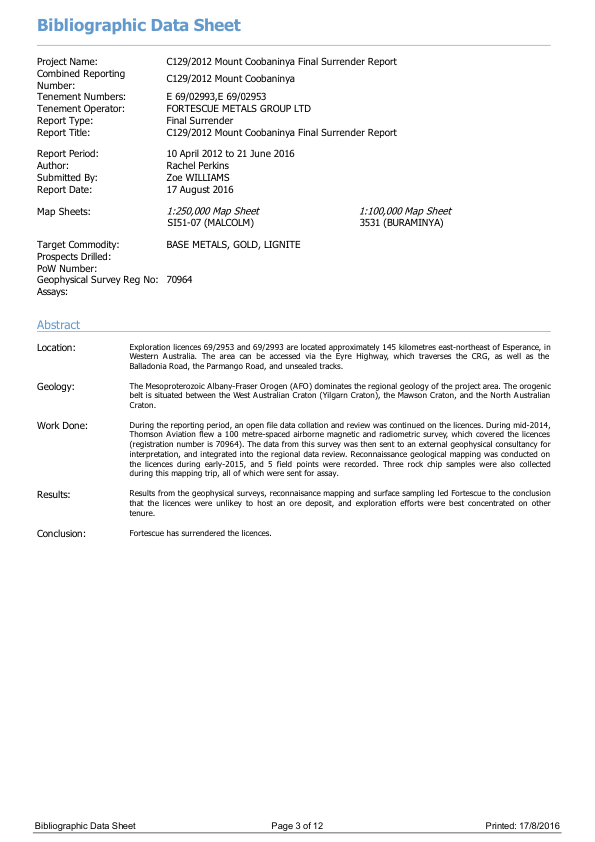 Bibliographic Data Sheet
Project Name: C129/2012 Mount Coobaninya Final Surrender Report
Combined Reporting Number: C129/2012 Mount Coobaninya
Tenement Numbers: E 69/02993,E 69/02953
Tenement Operator: FORTESCUE METALS GROUP LTD
Report Type: Final Surrender
Report Title: C129/2012 Mount Coobaninya Final Surrender Report
Report Period: 10 April 2012 to 21 June 2016
Author: Rachel Perkins
Submitted By: Zoe WILLIAMS
Report Date: 17 August 2016
Map Sheets: 1:250,000 Map Sheet 1:100,000 Map Sheet
SI51-07 (MALCOLM) 3531 (BURAMINYA)
Target Commodity: BASE METALS, GOLD, LIGNITE
Prospects Drilled:
PoW Number:
Geophysical Survey Reg No: 70964
Assays:
Abstract
Location: Exploration licences 69/2953 and 69/2993 are located approximately 145 kilometres east-northeast of Esperance, in
Western Australia. The area can be accessed via the Eyre Highway, which traverses the CRG, as well as the
Balladonia Road, the Parmango Road, and unsealed tracks.
Geology: The Mesoproterozoic Albany-Fraser Orogen (AFO) dominates the regional geology of the project area. The orogenic
belt is situated between the West Australian Craton (Yilgarn Craton), the Mawson Craton, and the North Australian
Craton.
Work Done: During the reporting period, an open file data collation and review was continued on the licences. During mid-2014,
Thomson Aviation flew a 100 metre-spaced airborne magnetic and radiometric survey, which covered the licences
(registration number is 70964). The data from this survey was then sent to an external geophysical consultancy for
interpretation, and integrated into the regional data review. Reconnaissance geological mapping was conducted on
the licences during early-2015, and 5 field points were recorded. Three rock chip samples were also collected
during this mapping trip, all of which were sent for assay.
Results: Results from the geophysical surveys, reconnaisance mapping and surface sampling led Fortescue to the conclusion
that the licences were unlikely to host an ore deposit, and exploration efforts were best concentrated on other
tenure.
Conclusion: Fortescue has surrendered the licences.
Bibliographic Data Sheet Page 3 of 12 Printed: 17/8/2016